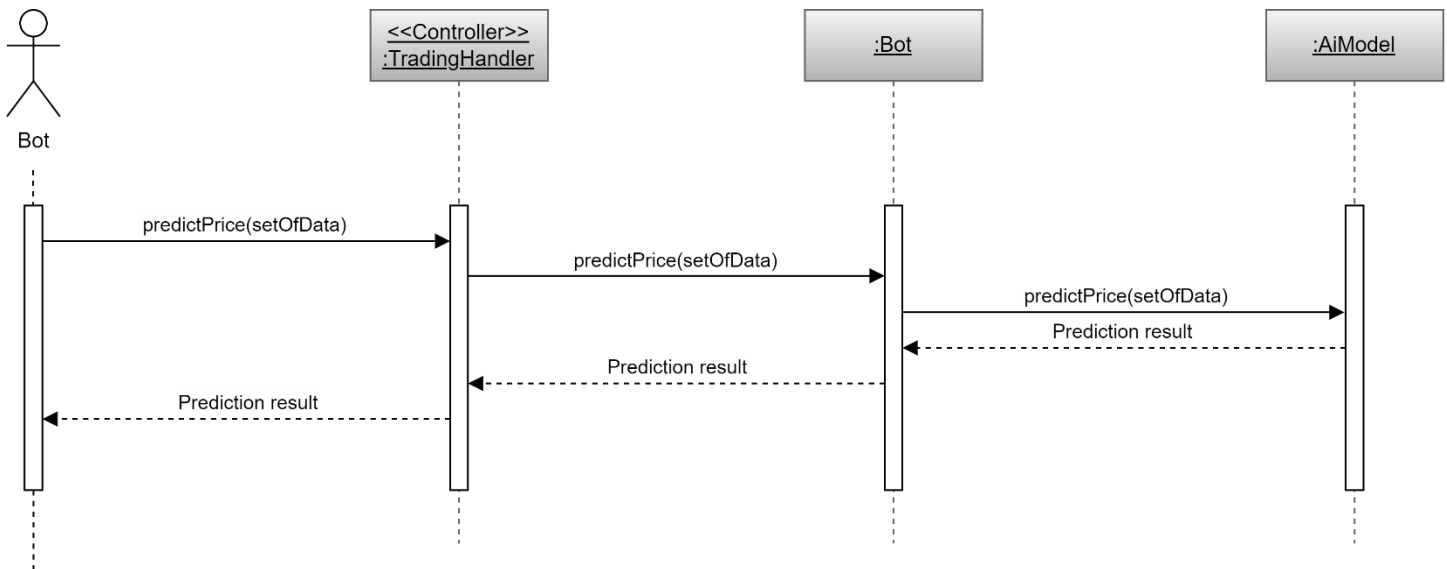 <<Controller>>
:TradingHandler
:Bot
:AiModel
Bot
predictPrice(setOfData)
predictPrice(setOfData)
predictPrice(setOfData)
Prediction result
Prediction result
Prediction result